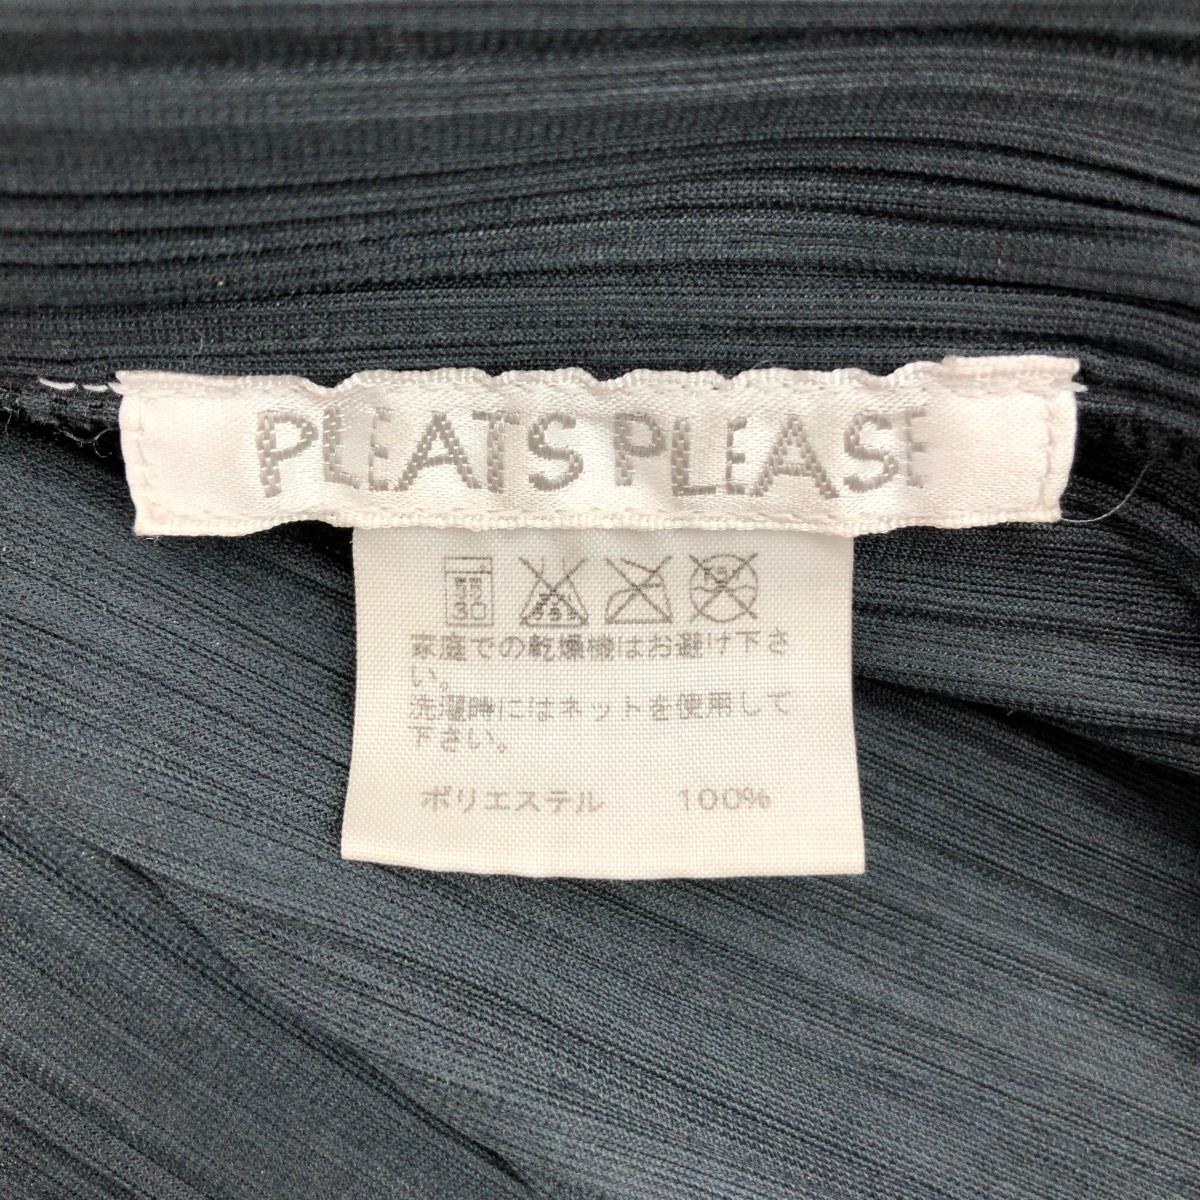 PLEATS PLEASE
30
家庭での乾燥機はお避け下さ
い。
洗濯時にはネットを使用して
下さい。
ポリエステル 100%